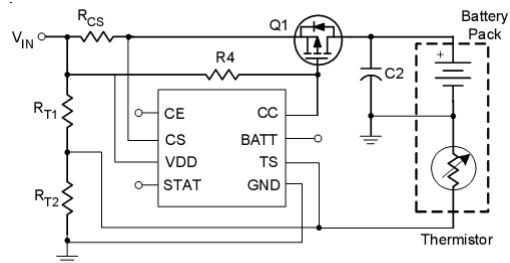 R_CS
Q1
Battery
Pack
V_IN
R4
+
C2
R_T1
CE
CC
CS
BATT
VDD
TS
STAT
GND
R_T2
Thermistor